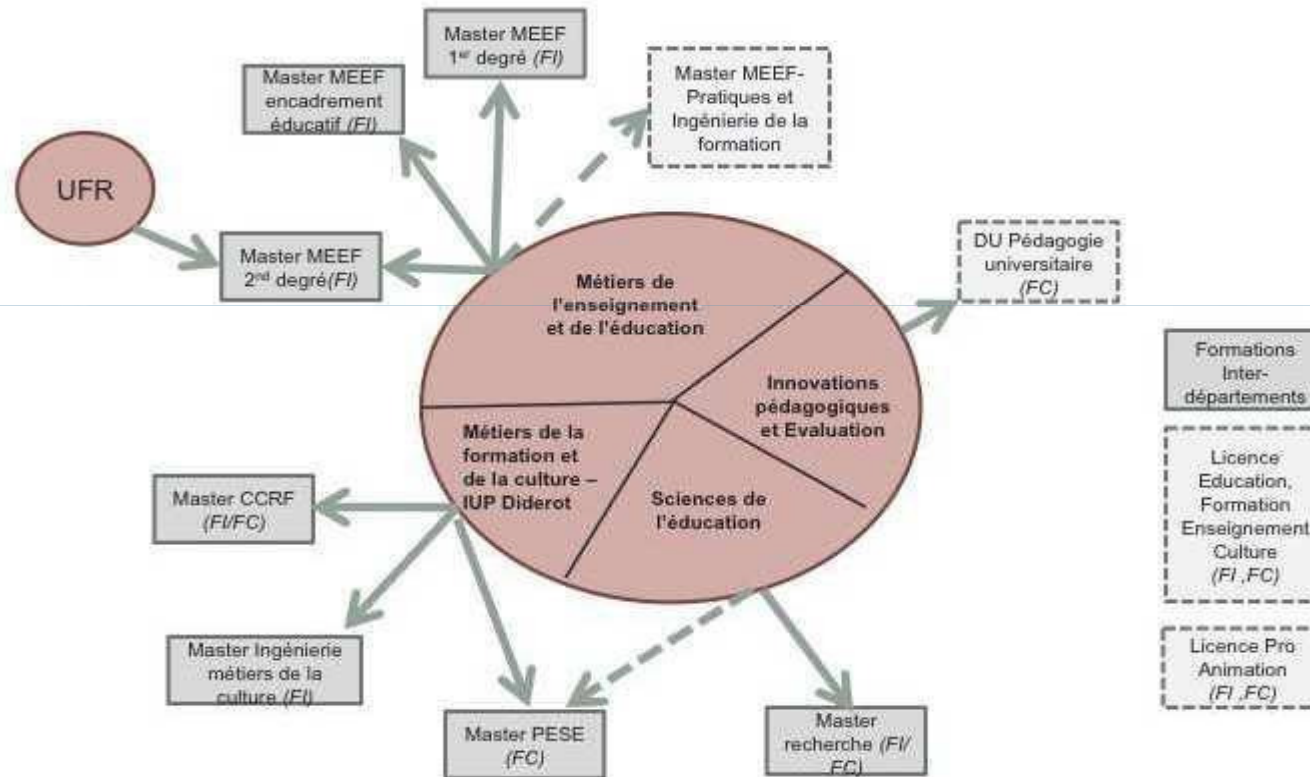 Master MEEF
1er degré (FI)
Master MEEF
encadrement
éducatif (FI)
Master MEEF-
Pratiques et
Ingénierie de la
formation
UFR
Master MEEF
2nd degré(FI)
DU Pédagogie
universitaire
(FC)
Métiers de
l'enseignement
et de l'éducation
Innovations
pédagogiques
et Evaluation
Métiers de la
formation et
de la culture –
IUP Diderot
Sciences de
l'éducation
Formations
Inter-
départements
Licence
Education,
Formation
Enseignement
Culture
(FI ,FC)
Licence Pro
Animation
(FI ,FC)
Master CCRF
(FI/FC)
Master Ingénierie
métiers de la
culture (FI)
Master PESE
(FC)
Master
recherche (FI/
FC)